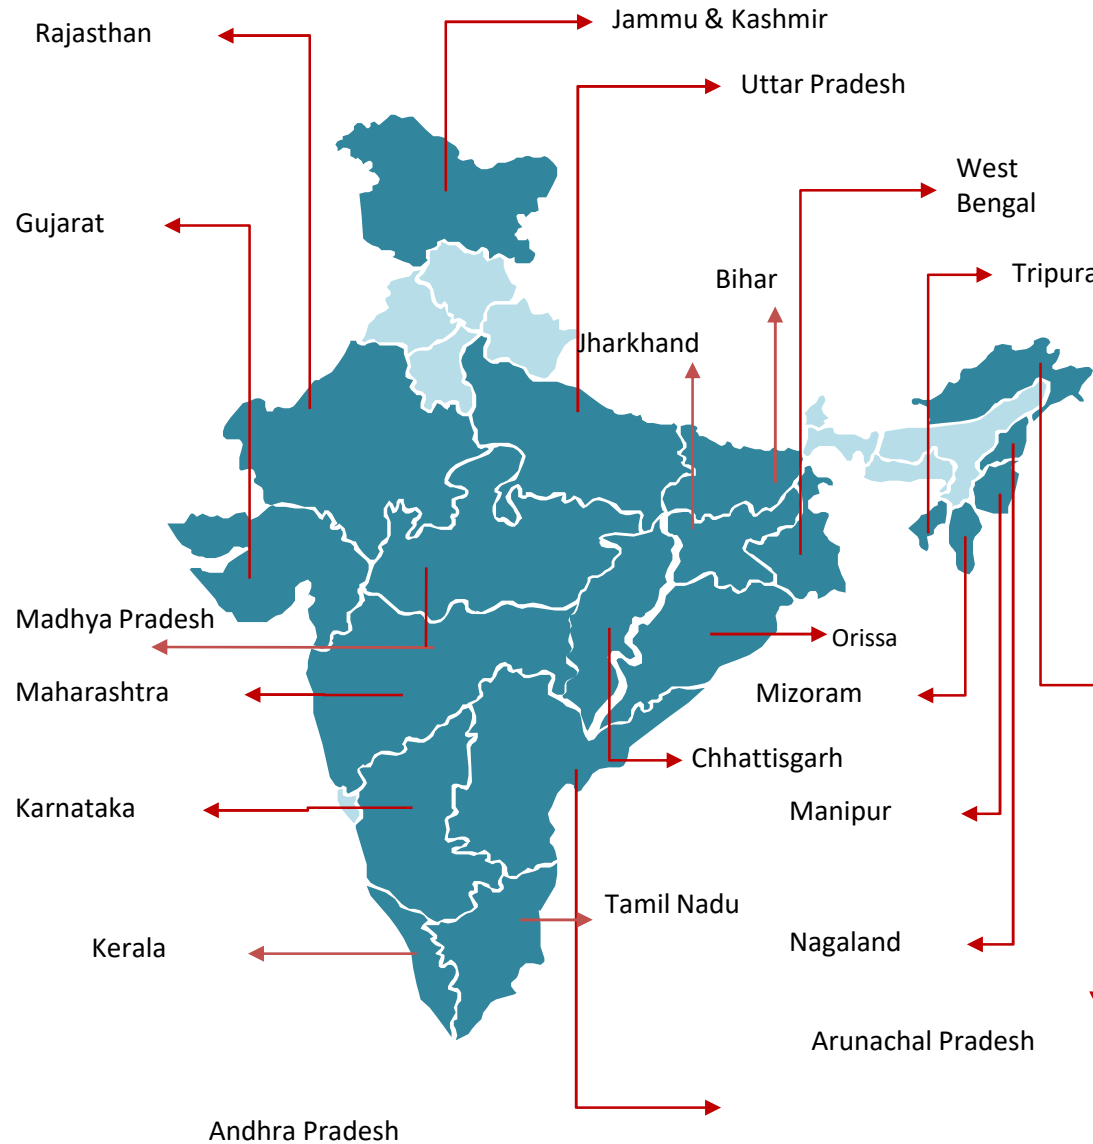 Jammu & Kashmir
Rajasthan
Uttar Pradesh
West
Bengal
Gujarat
Tripura
Bihar
Jharkhand
Madhya Pradesh
Orissa
Maharashtra
Mizoram
Chhattisgarh
Karnataka
Manipur
Tamil Nadu
Nagaland
Kerala
Arunachal Pradesh
Andhra Pradesh